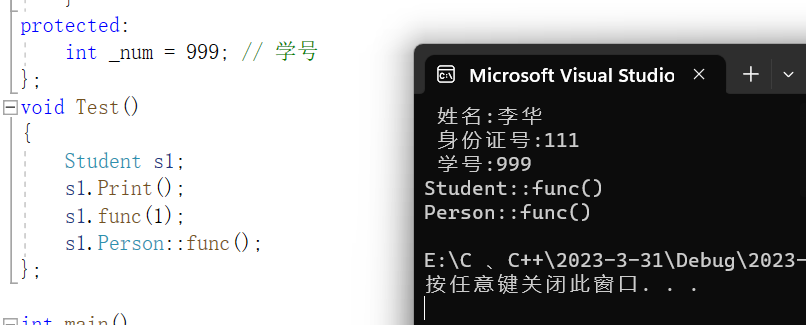 }
protected:
int _num = 999; // 学号
};
void Test()
{
Student s1;
s1.Print();
s1.func(1);
s1.Person::func();
};
int main()
Microsoft Visual Studio
姓名:李华
身份证号:111
学号:999
Student::func()
Person::func()
E:\C 、C++\2023-3-31\Debug\2023-
按任意键关闭此窗口. . .